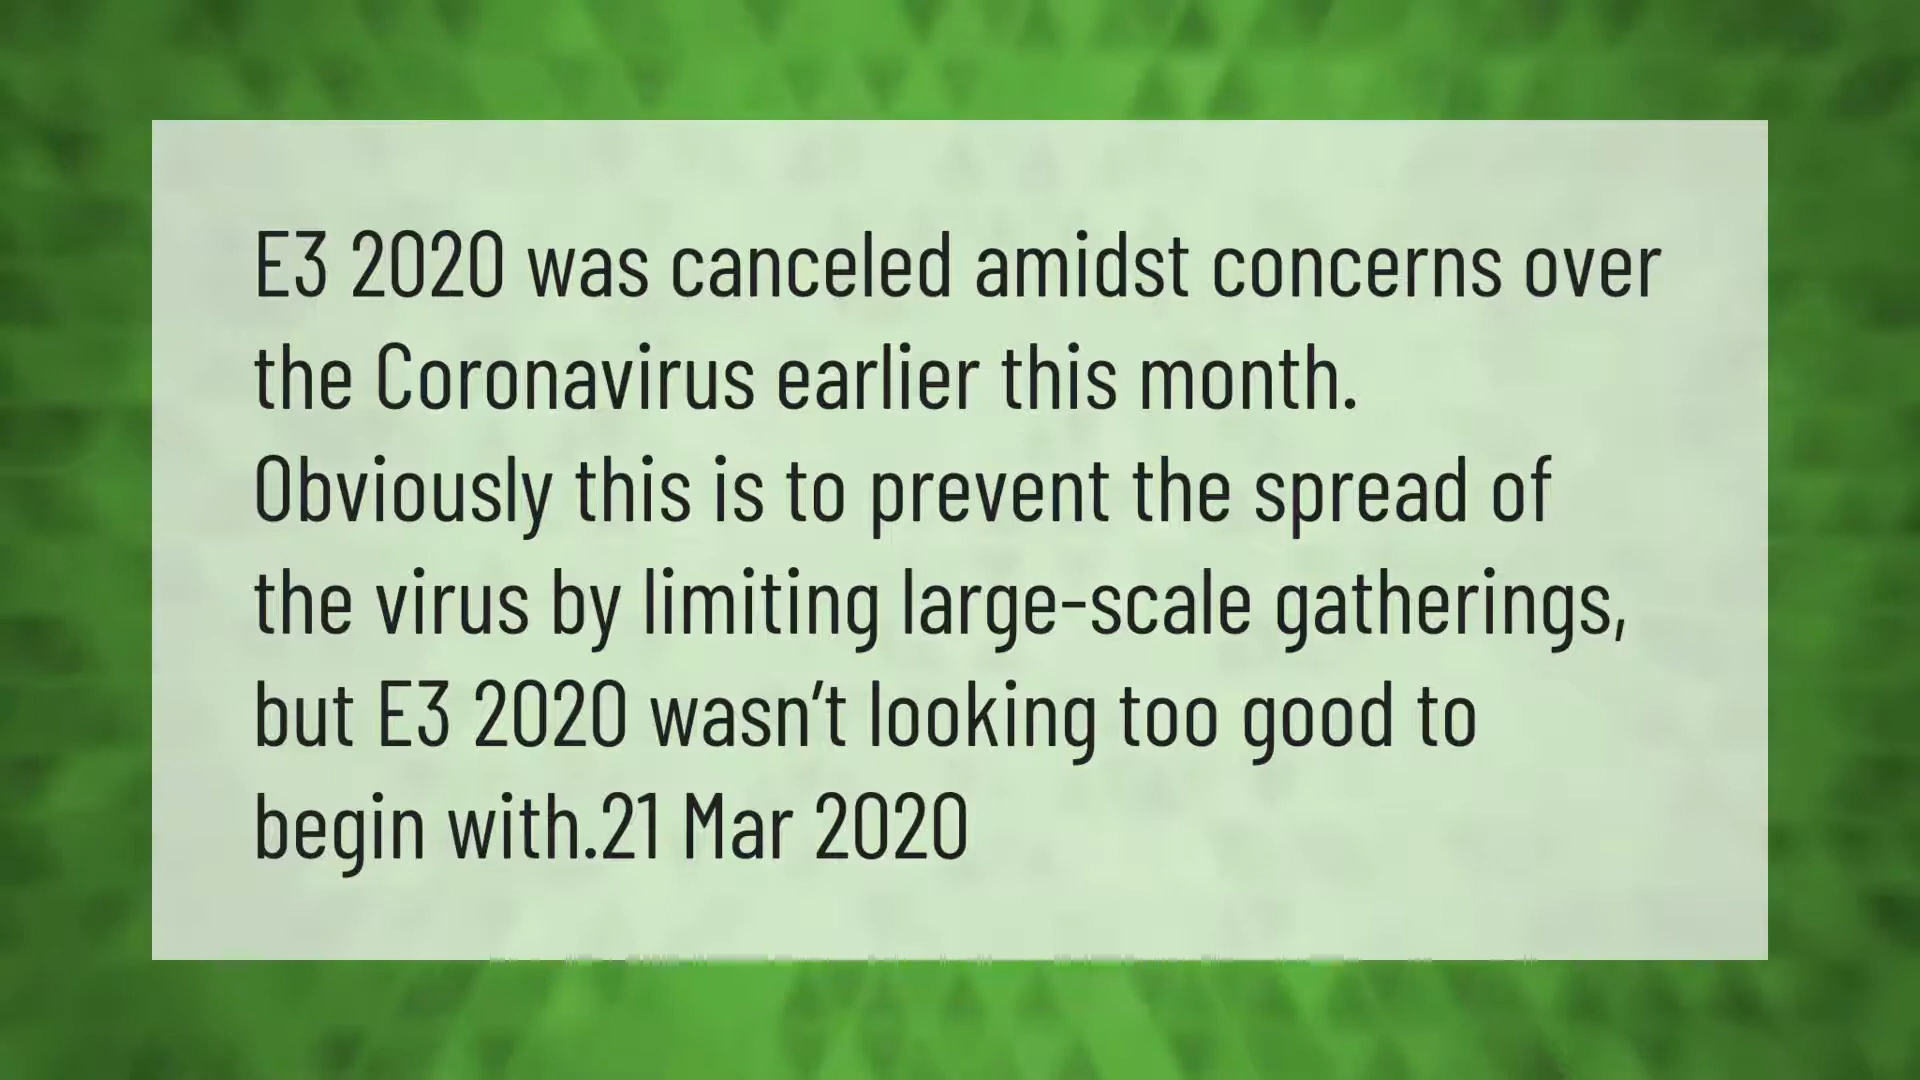 E3 2020 was canceled amidst concerns over
the Coronavirus earlier this month.
Obviously this is to prevent the spread of
the virus by limiting large-scale gatherings,
but E3 2020 wasn’t looking too good to
begin with.21 Mar 2020